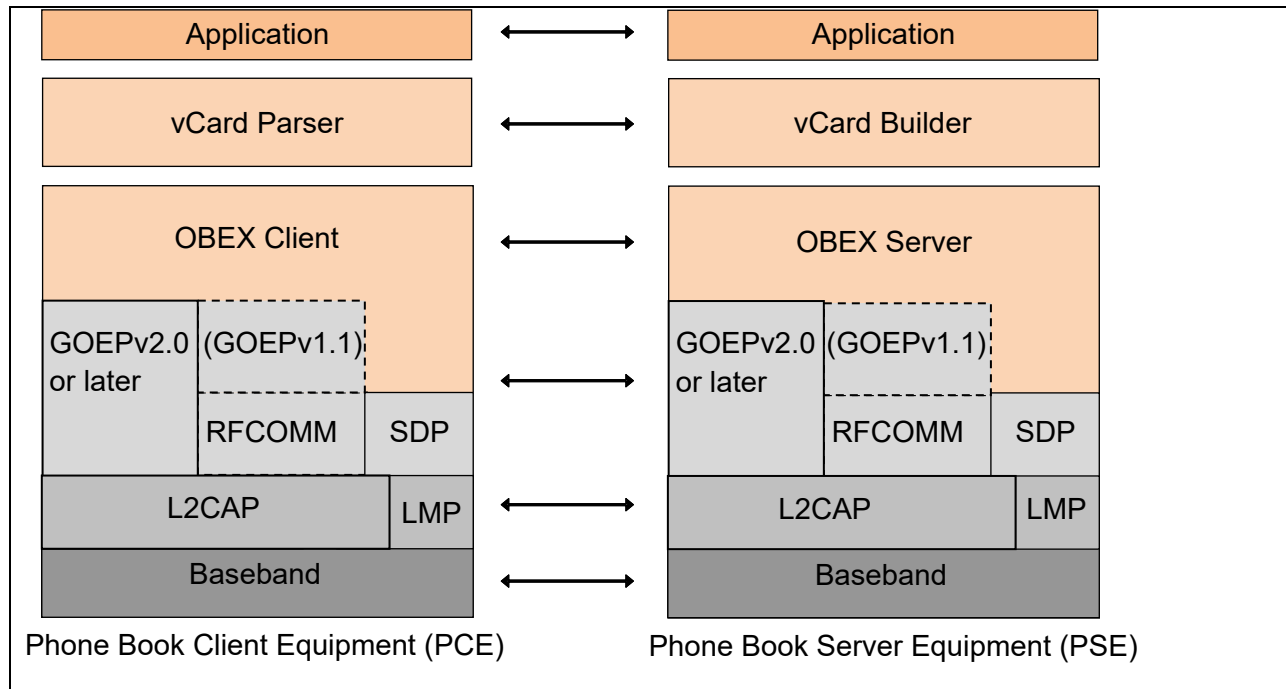 Application
Application
vCard Parser
vCard Builder
OBEX Client
OBEX Server
GOEPv2.0
or later
(GOEPv1.1)
RFCOMM
SDP
GOEPv2.0
or later
(GOEPv1.1)
RFCOMM
SDP
L2CAP
LMP
L2CAP
LMP
Baseband
Baseband
Phone Book Client Equipment (PCE)
Phone Book Server Equipment (PSE)